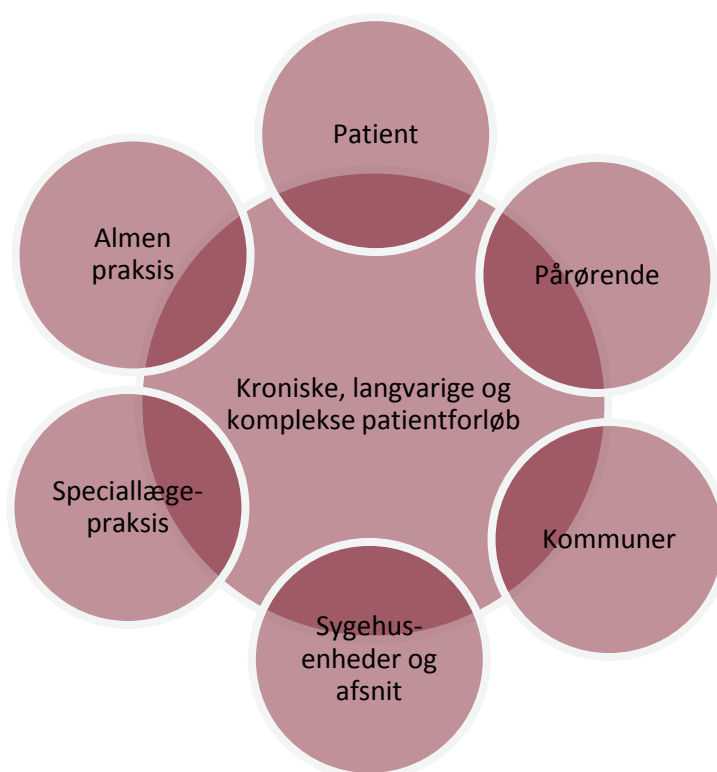 Patient
Pårørende
Kommuner
Sygehus-
enheder og
afsnit
Speciallæge-
praksis
Almen
praksis
Kroniske, langvarige og
komplekse patientforløb